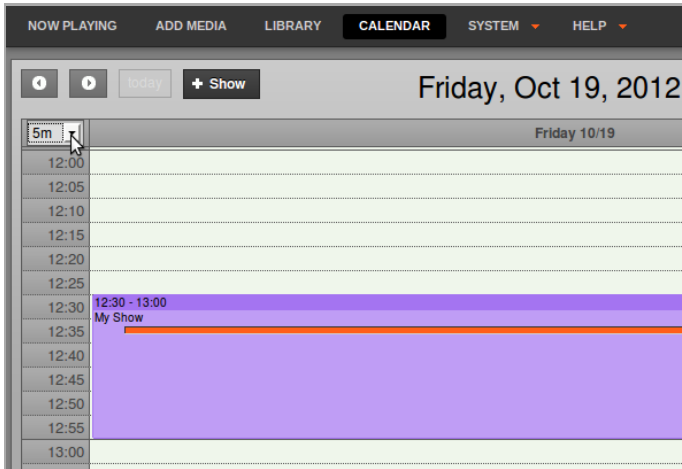 NOW PLAYING ADD MEDIA LIBRARY CALENDAR SYSTEM HELP
today + Show Friday, Oct 19, 2012
5m Friday 10/19
12:00
12:05
12:10
12:15
12:20
12:25
12:30 12:30 - 13:00
My Show
12:35
12:40
12:45
12:50
12:55
13:00